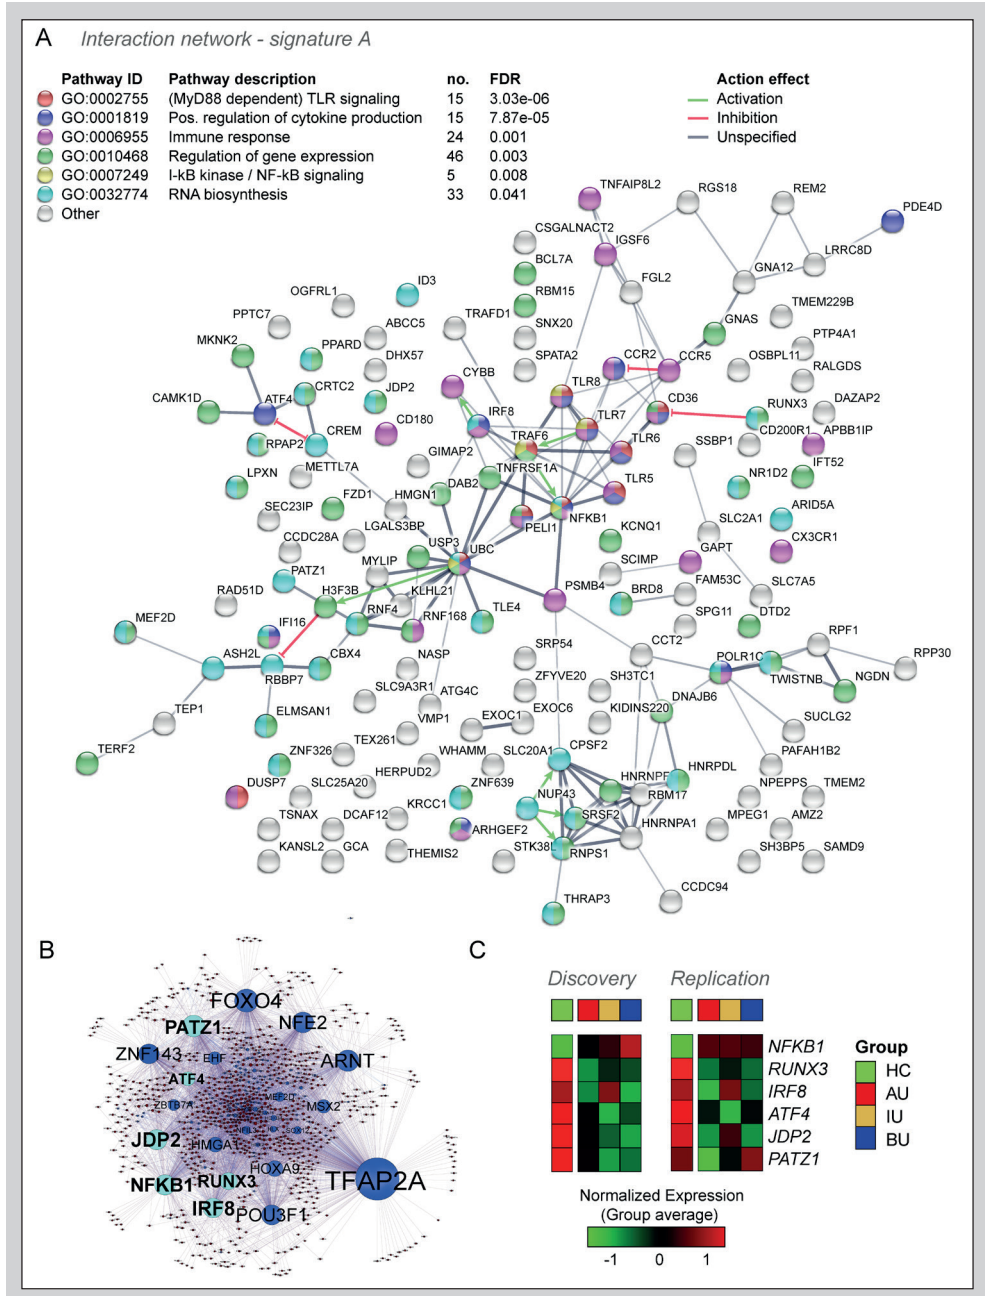 A Interaction network - signature A
Pathway ID Pathway description no. FDR Action effect
GO:0002755 (MyD88 dependent) TLR signaling 15 3.03e-06 Activation
GO:0001819 Pos. regulation of cytokine production 15 7.87e-05 Inhibition
GO:0006955 Immune response 24 0.001 Unspecified
GO:0010468 Regulation of gene expression 46 0.003
GO:0007249 I-kB kinase / NF-kB signaling 5 0.008
GO:0032774 RNA biosynthesis 33 0.041
Other
TNFAIP8L2 RGS18 REM2
PDE4D
CSGALNACT2 IGSF6 LRRC8D
BCL7A FGL2 GNA12
ID3
OGFRL1 RBM15 TMEM229B
PPTC7 ABCC5 TRAFD1 SNX20 GNAS
MKNK2 PPARD DHX57 SPATA2 CCR2 CCR5 OSBPL11 PTP4A1
CYBB RALGDS
CAMK1D ATF4 CRTC2 JDP2 TLR8 CD36 RUNX3
IRF8 TLR7 DAZAP2
RPAP2 CREM CD180 TRAF6 TLR6 SSBP1 CD200R1 APBB1IP
METTL7A GIMAP2 TNFRSF1A IFT52
LPXN DAB2 TLR5 NR1D2
SEC23IP FZD1 HMGN1 NFKB1 SLC2A1 ARID5A
LGALS3BP PELI1 KCNQ1
CCDC28A USP3 UBC SCIMP GAPT CX3CR1
PATZ1 MYLIP
RAD51D H3F3B KLHL21 PSMB4 FAM53C SLC7A5
RNF4 BRD8
MEF2D IFI16 RNF168 TLE4 SPG11 DTD2
ASH2L RBBP7 CBX4 NASP SRP54 CCT2 POLR1C RPF1 RPP30
TWISTNB
SLC9A3R1 ATG4C ZFYVE20 SH3TC1 DNAJB6 NGDN
TEP1 ELMSAN1 VMP1 EXOC1 EXOC6 KIDINS220 SUCLG2
TEX261
TERF2 ZNF326 WHAMM SLC20A1 CPSF2 PAFAH1B2
DUSP7 SLC25A20 HERPUD2 ZNF639 NUP43 HNRNPF HNRPDL NPEPPS TMEM2
RBM17
TSNAX DCAF12 KRCC1 SRSF2 MPEG1 AMZ2
ARHGEF2 HNRNPA1
KANSL2 GCA THEMIS2 STK38L RNPS1 SH3BP5 SAMD9
CCDC94
THRAP3
B
FOXO4
PATZ1 NFE2
ZNF143 EHF ARNT
ATF4
ZBTB7A MEF2D MSX2
JDP2 HMGA1
HOXA9
NFKB1 RUNX3 TFAP2A
IRF8 POU3F1
C
Discovery Replication
NFKB1
RUNX3
IRF8
ATF4
JDP2
PATZ1
Group
HC
AU
IU
BU
Normalized Expression
(Group average)
-1 0 1